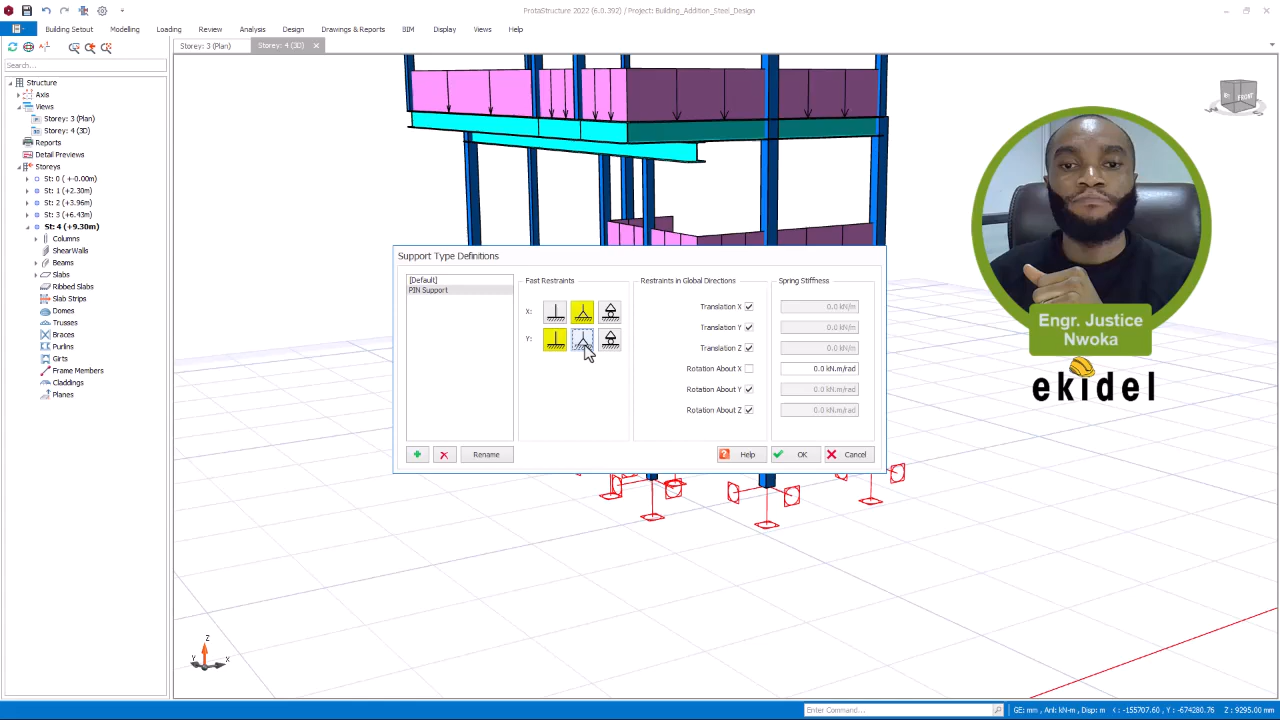 ProtaStructure 2022 (6.0.392) / Project: Building_Addition_Steel_Design
Building Setout Modelling Loading Review Analysis Design Drawings & Reports BIM Display Views Help
Storey: 3 (Plan) Storey: 4 (3D)
Search...
Structure
Axis
Views
Storey: 3 (Plan)
Storey: 4 (3D)
Reports
Detail Previews
Storeys
St: 0 (+-0.00m)
St: 1 (+2.30m)
St: 2 (+3.96m)
St: 3 (+6.43m)
St: 4 (+9.30m)
Columns
ShearWalls
Beams
Slabs
Ribbed Slabs
Slab Strips
Domes
Trusses
Braces
Purlins
Girts
Frame Members
Claddings
Planes
FRONT
Support Type Definitions
[Default]
PIN Support
Fast Restraints
X:
Y:
Restraints in Global Directions
Translation X
Translation Y
Translation Z
Rotation About X
Rotation About Y
Rotation About Z
Spring Stiffness
0.0 kN/m
0.0 kN/m
0.0 kN/m
0.0 kN.m/rad
0.0 kN.m/rad
0.0 kN.m/rad
Rename Help OK Cancel
Engr. Justice
Nwoka
ekidel
Z
Y X
Enter Command...
GE: mm , Anl: kN-m , Disp: m X : -155707.60 , Y : -674280.76 Z : 9295.00 mm